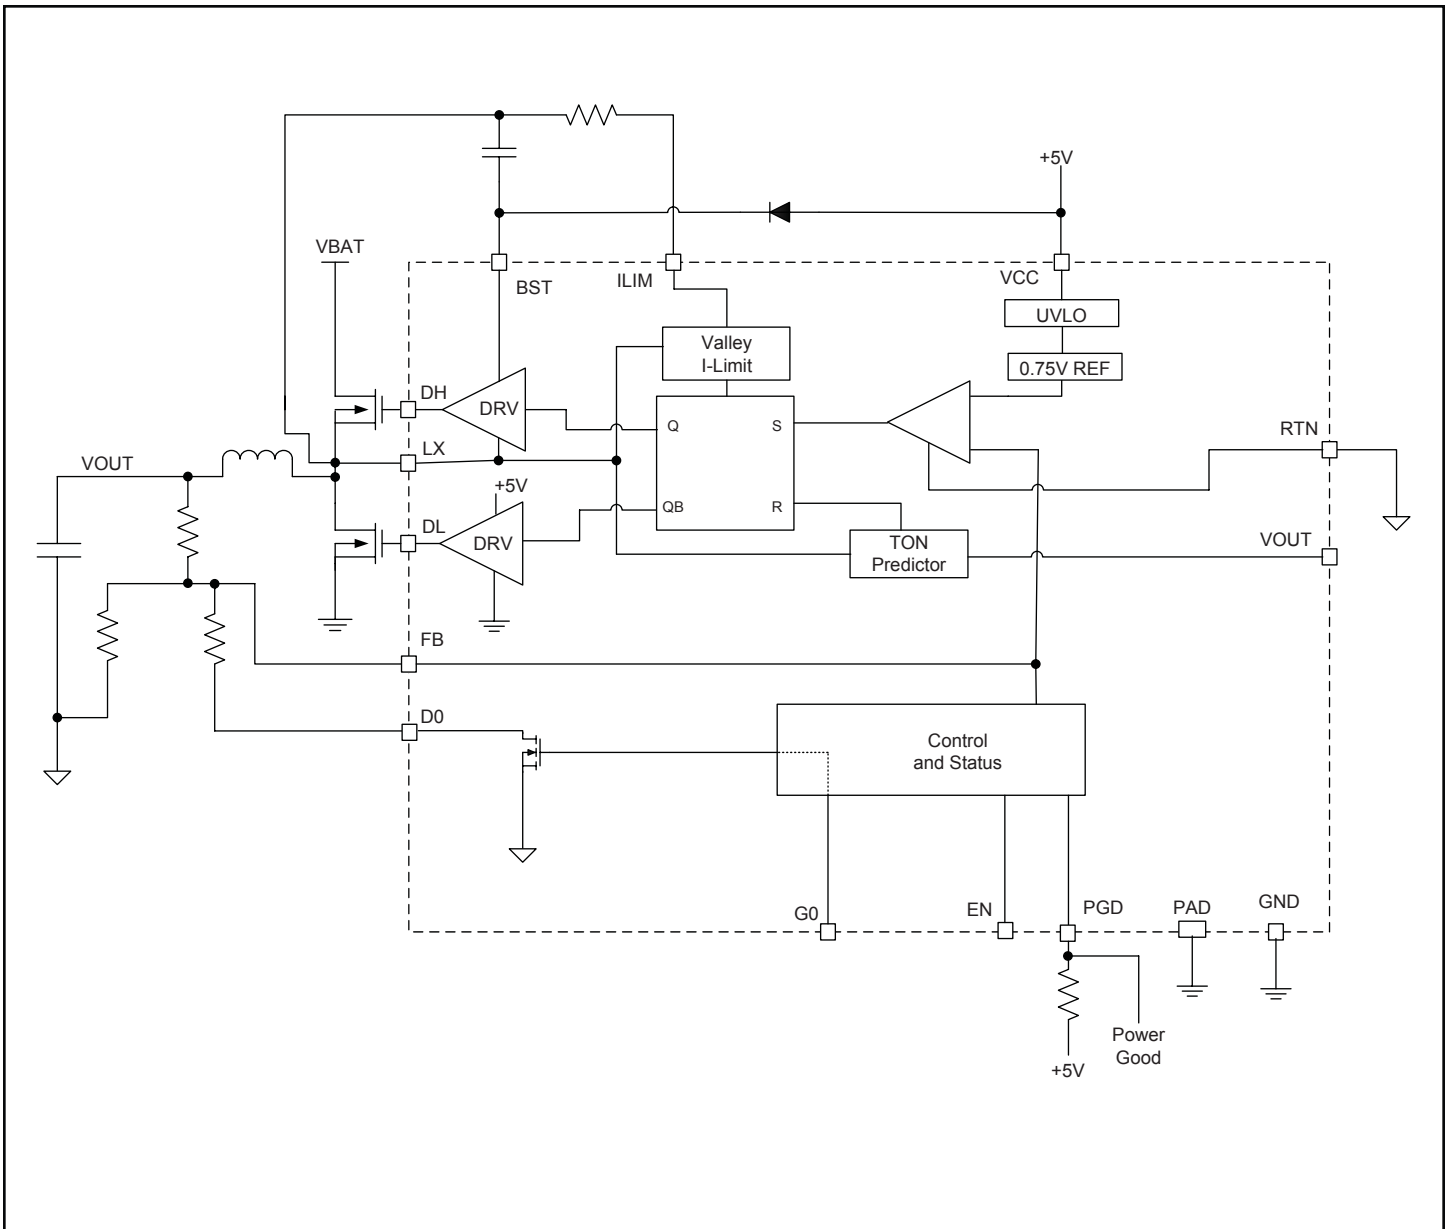 +5V
VBAT
BST
ILIM
VCC
UVLO
Valley
I-Limit
0.75V REF
DH
DRV
Q
S
RTN
LX
VOUT
+5V
QB
R
DL
DRV
TON
Predictor
VOUT
FB
D0
Control
and Status
G0
EN
PGD
PAD
GND
Power
Good
+5V